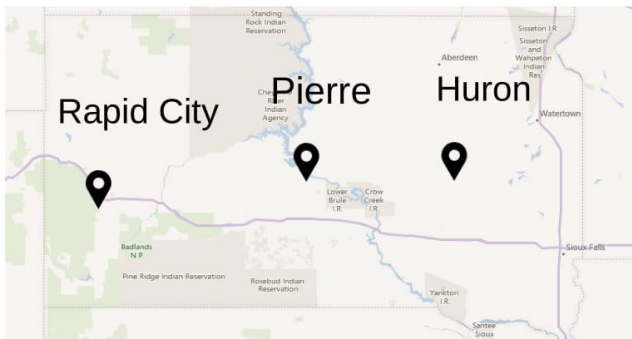 Standing
Rock Indian
Reservation
Sisseton I.R.
Sisseton
and
Wahpeton
Indian
Res
Aberdeen
Pierre
Huron
Rapid City
River
Indian
Agency
Watertown
Lower
Brule
I.R.
Crow
Creek
I.R.
Badlands
N.P.
Sioux Falls
Pine Ridge Indian Reservation
Rosebud Indian
Reservation
Yankton
I.R.
Santee
Sioux